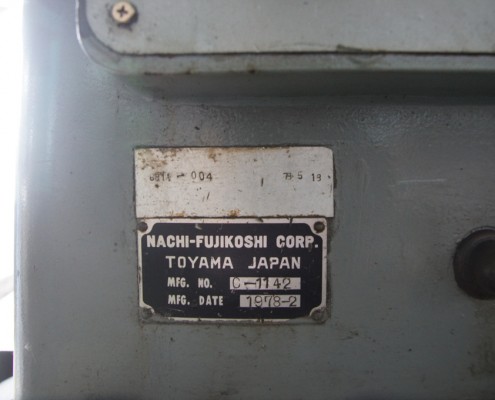 004
NACHI-FUJIKOSHI CORP.
TOYAMA JAPAN
MFG. NO. C-1142
MFG. DATE 1978-2